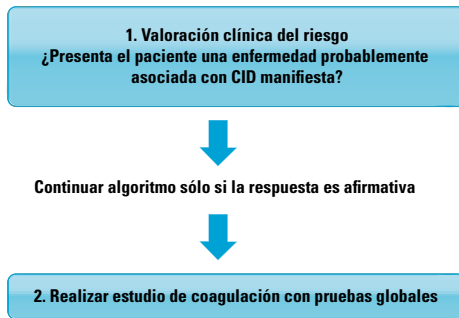 1. Valoración clínica del riesgo
¿Presenta el paciente una enfermedad probablemente
asociada con CID manifiesta?
Continuar algoritmo sólo si la respuesta es afirmativa
2. Realizar estudio de coagulación con pruebas globales